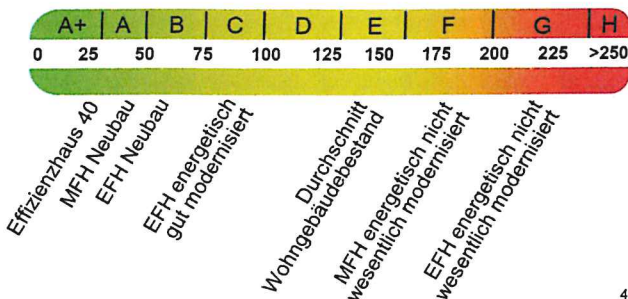 A+ A B C D E F G H
0 25 50 75 100 125 150 175 200 225 >250
Effizienzhaus 40
MFH Neubau
EFH Neubau
EFH energetisch
gut modernisiert
Durchschnitt
Wohngebäudebestand
MFH energetisch nicht
wesentlich modernisiert
EFH energetisch nicht
wesentlich modernisiert
4